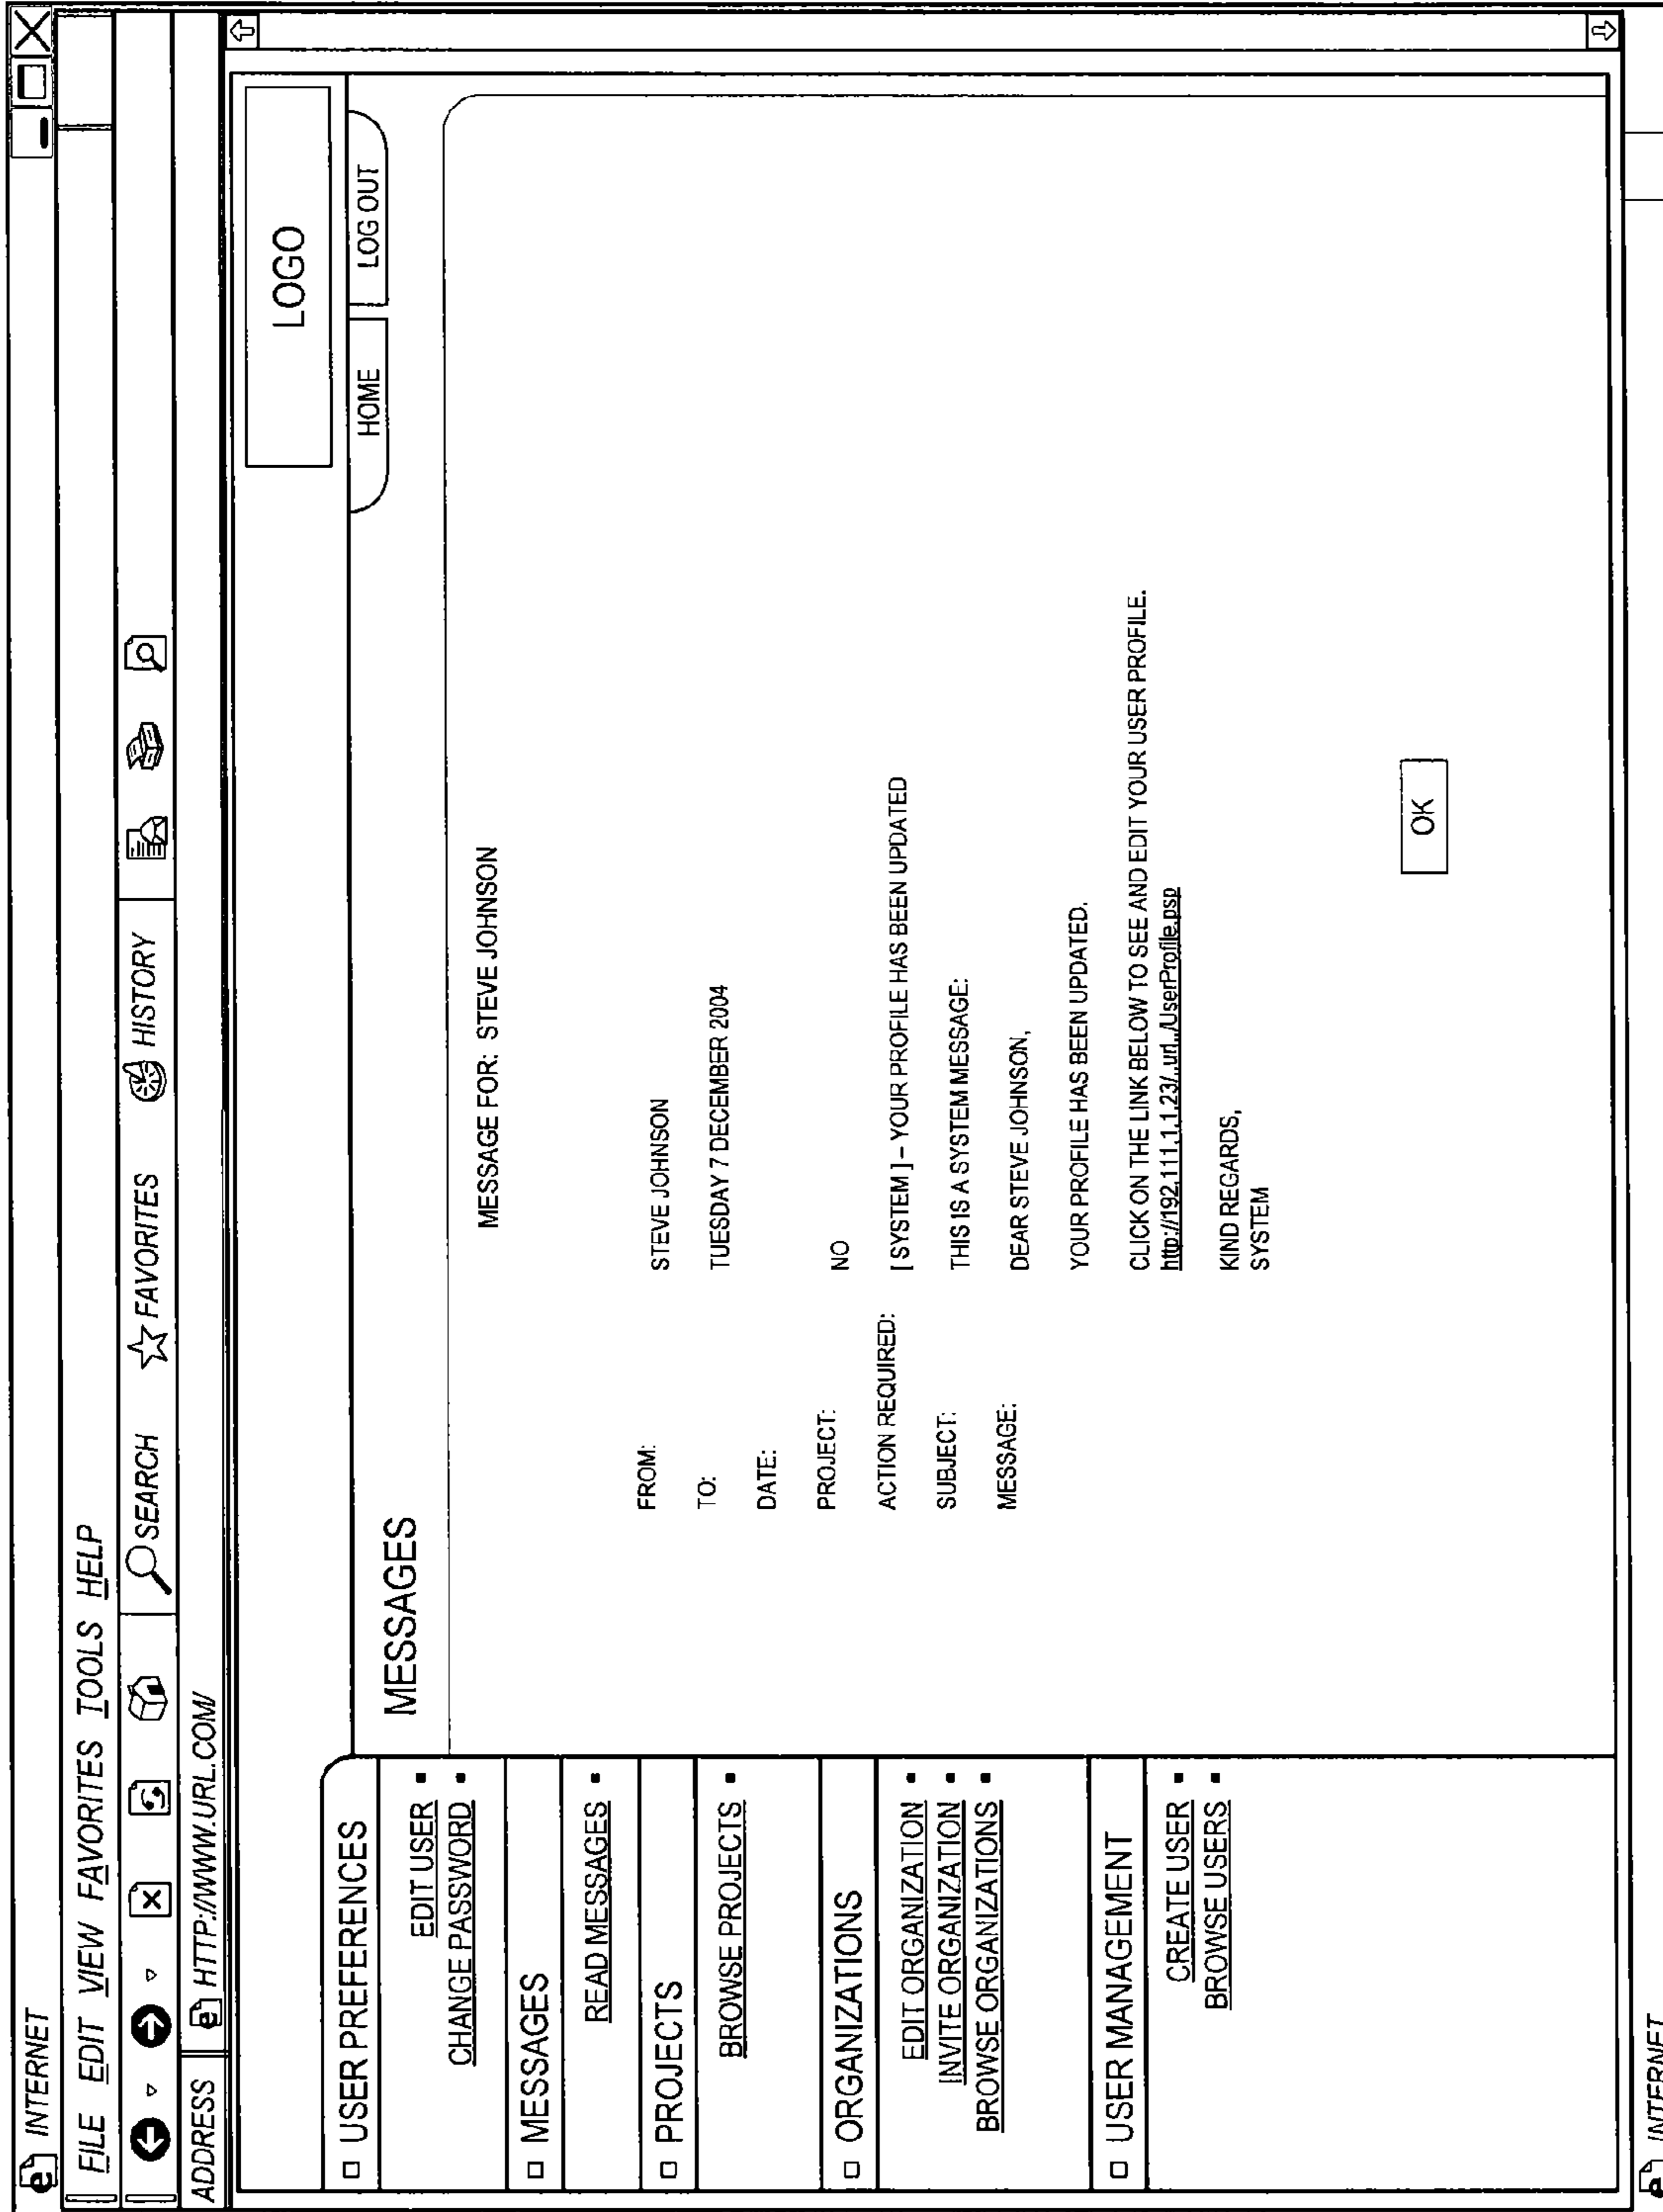 INTERNET
FILE EDIT VIEW FAVORITES TOOLS HELP
SEARCH FAVORITES HISTORY
ADDRESS HTTP://WWW.URL.COM/
LOGO
HOME LOG OUT
USER PREFERENCES
EDIT USER
CHANGE PASSWORD
MESSAGES
READ MESSAGES
PROJECTS
BROWSE PROJECTS
ORGANIZATIONS
EDIT ORGANIZATION
INVITE ORGANIZATION
BROWSE ORGANIZATIONS
USER MANAGEMENT
CREATE USER
BROWSE USERS
MESSAGES
MESSAGE FOR: STEVE JOHNSON
FROM:
STEVE JOHNSON
TO:
TUESDAY 7 DECEMBER 2004
DATE:
PROJECT:
NO
ACTION REQUIRED:
[SYSTEM] – YOUR PROFILE HAS BEEN UPDATED
SUBJECT:
THIS IS A SYSTEM MESSAGE:
MESSAGE:
DEAR STEVE JOHNSON,
YOUR PROFILE HAS BEEN UPDATED.
CLICK ON THE LINK BELOW TO SEE AND EDIT YOUR USER PROFILE.
http://192.111.1.1.23/..url../UserProfile.psp
KIND REGARDS,
SYSTEM
OK
INTERNET